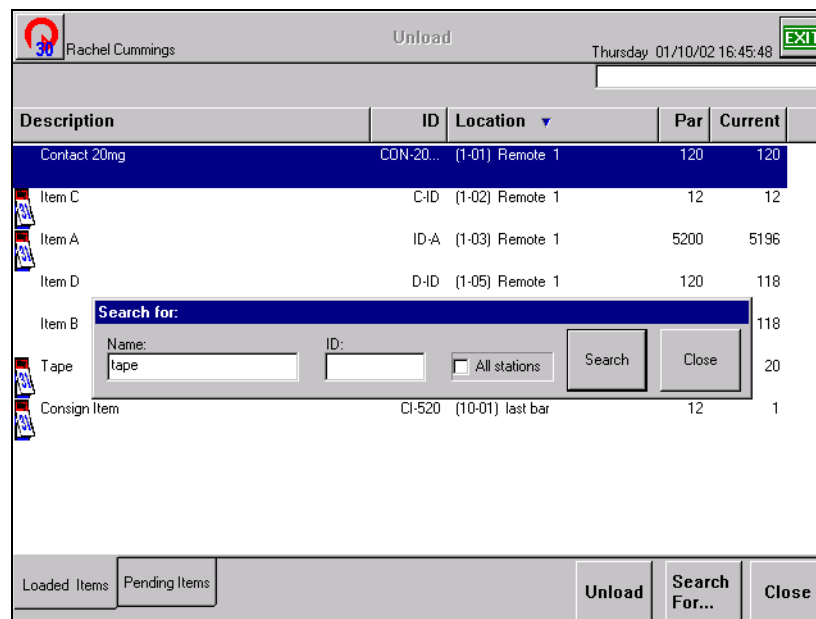 Unload
EXIT
30 Rachel Cummings Thursday 01/10/02 16:45:48
Description ID Location Par Current
Contact 20mg CON-20... (1-01) Remote 1 120 120
31 Item C C-ID (1-02) Remote 1 12 12
31 Item A ID-A (1-03) Remote 1 5200 5196
Item D D-ID (1-05) Remote 1 120 118
Search for:
Item B 118
Name: ID:
tape All stations Search Close
31 Tape 20
31 Consign Item CI-520 (10-01) last bar 12 1
Loaded Items Pending Items
Unload Search For... Close